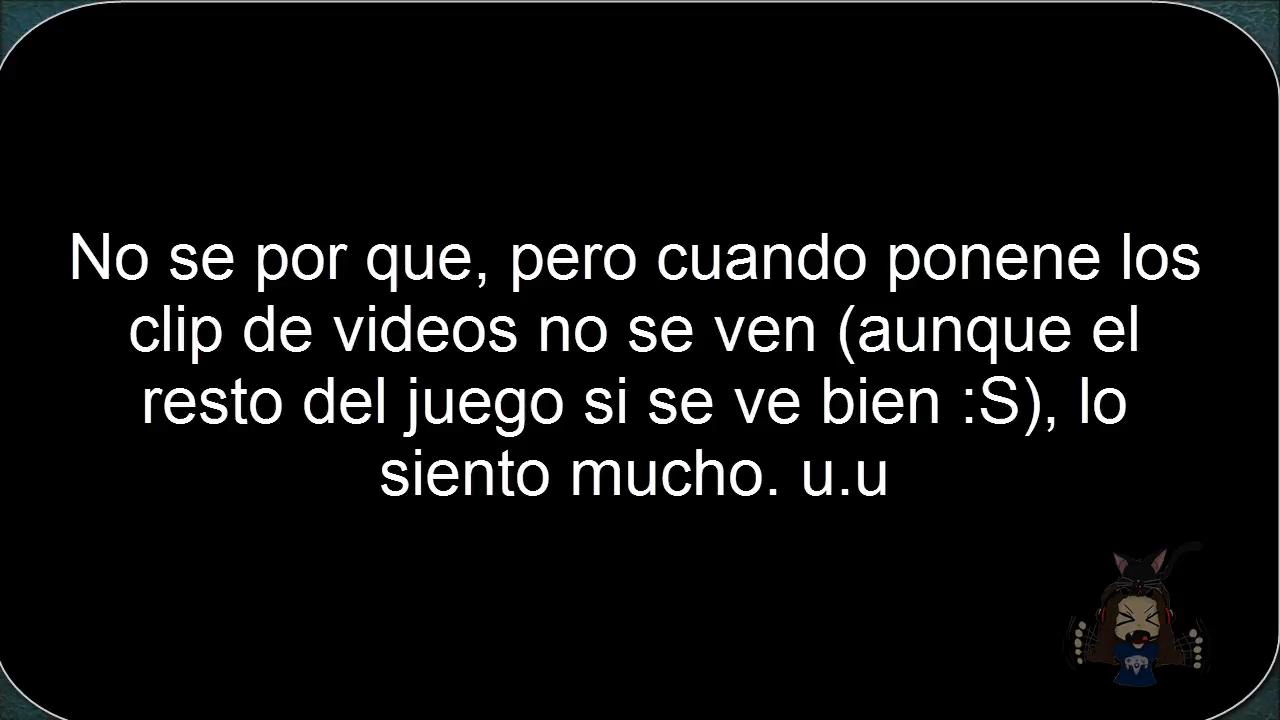 No se por que, pero cuando ponene los
clip de videos no se ven (aunque el
resto del juego si se ve bien :S), lo
siento mucho. u.u